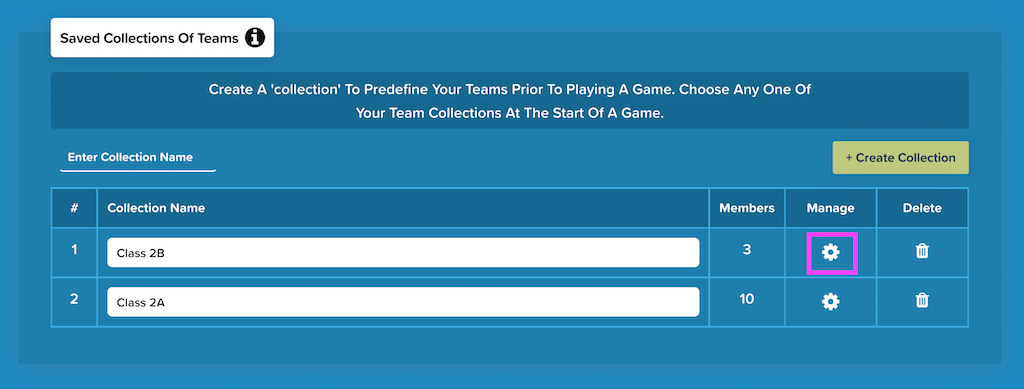 Saved Collections Of Teams
Create A 'collection' To Predefine Your Teams Prior To Playing A Game. Choose Any One Of
Your Team Collections At The Start Of A Game.
Enter Collection Name
+ Create Collection
# Collection Name Members Manage Delete
1 Class 2B 3
2 Class 2A 10